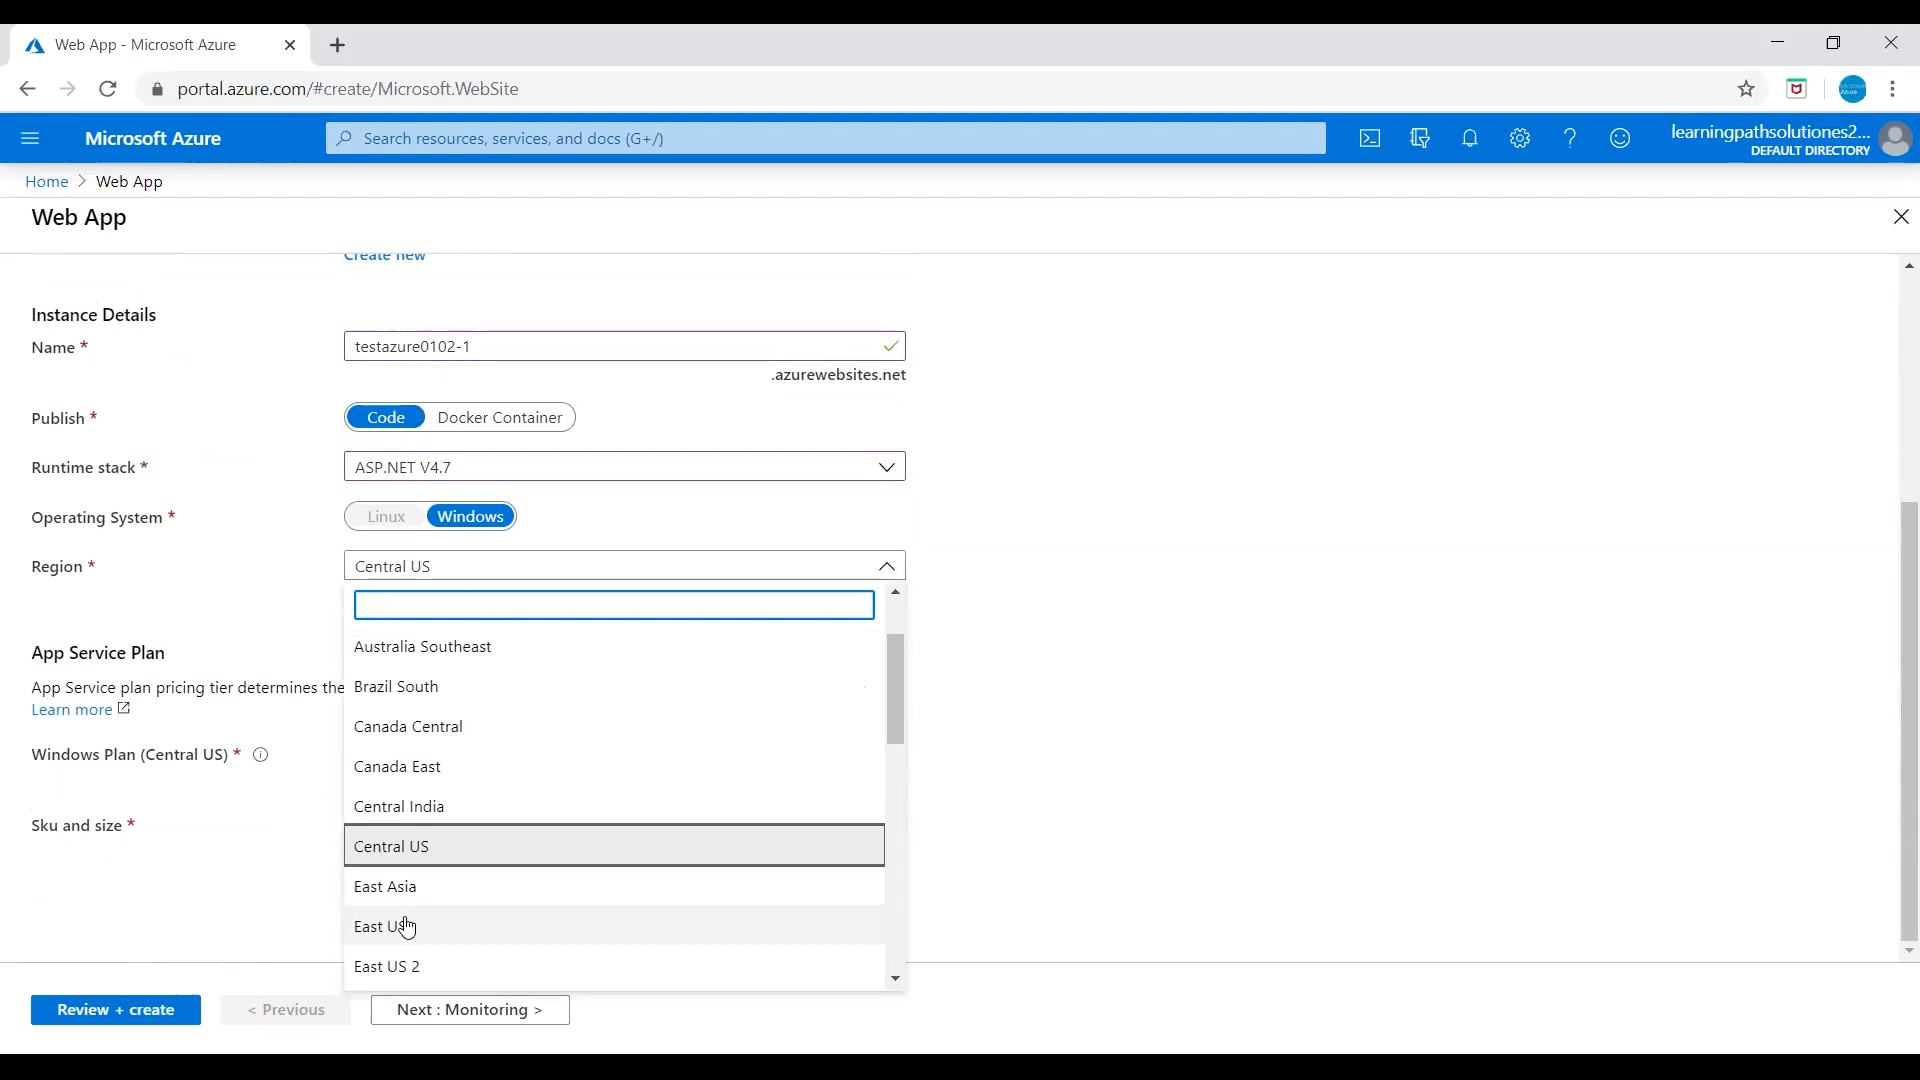 Web App - Microsoft Azure
portal.azure.com/#create/Microsoft.WebSite
Microsoft Azure
Search resources, services, and docs (G+/)
learningpathsolutiones2...
DEFAULT DIRECTORY
Home > Web App
Web App
Create new
Instance Details
Name *
testazure0102-1
.azurewebsites.net
Publish *
Code
Docker Container
Runtime stack *
ASP.NET V4.7
Operating System *
Linux
Windows
Region *
Central US
Australia Southeast
Brazil South
Canada Central
Canada East
Central India
Central US
East Asia
East US
East US 2
App Service Plan
App Service plan pricing tier determines the
Learn more
Windows Plan (Central US) *
Sku and size *
Review + create
< Previous
Next : Monitoring >